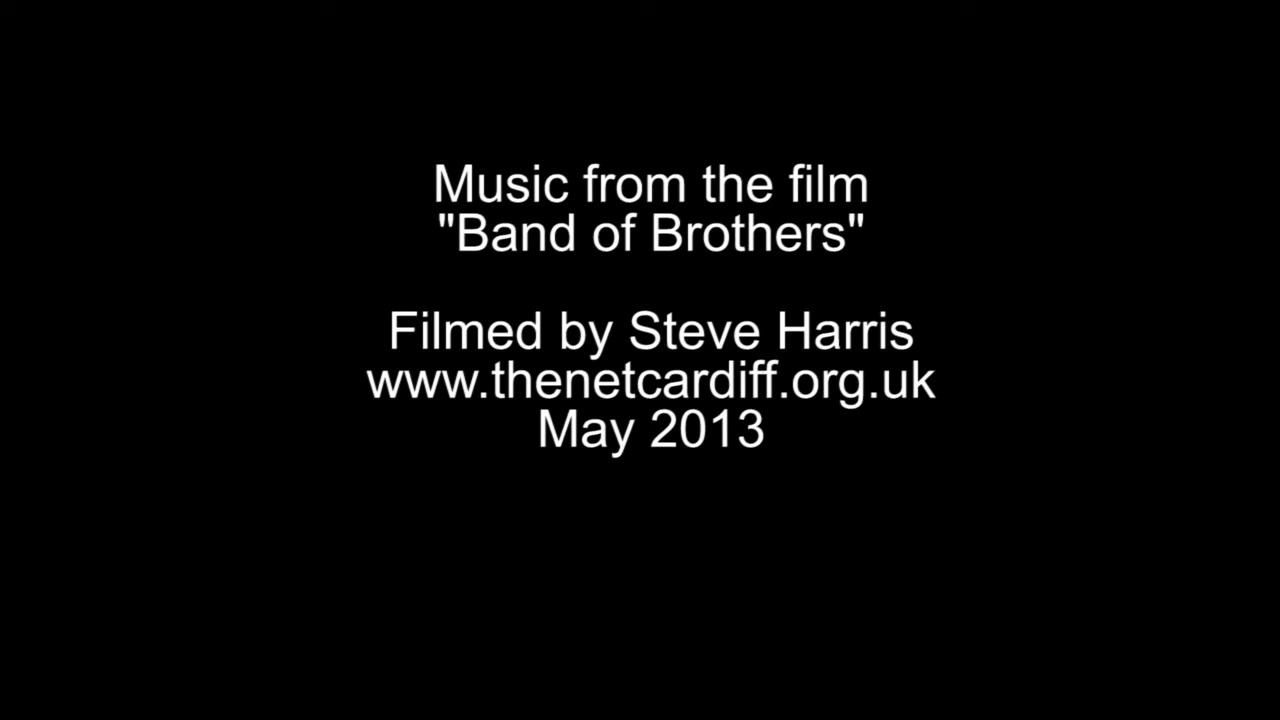 Music from the film
"Band of Brothers"
Filmed by Steve Harris
www.thenetcardiff.org.uk
May 2013